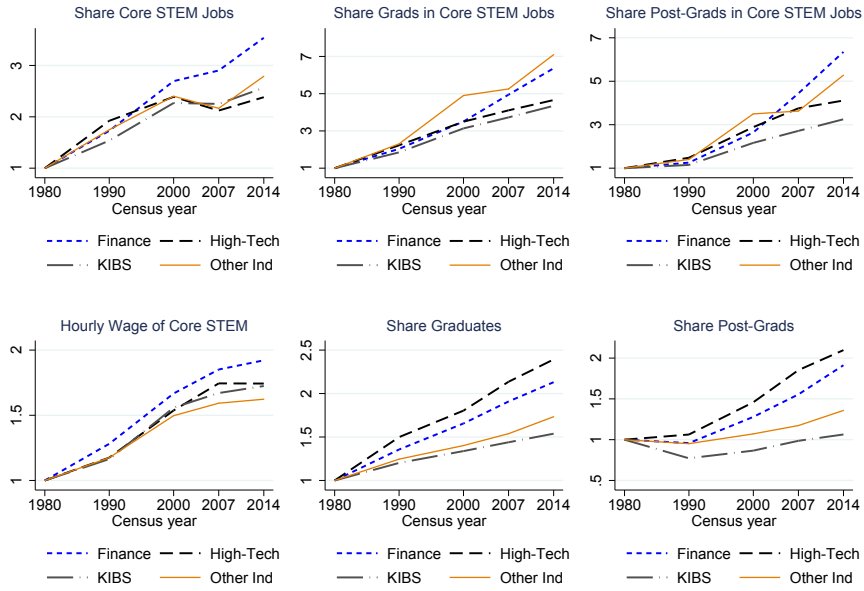 Share Core STEM Jobs
1
2
3
1980 1990 2000 2007 2014
Census year
Finance High-Tech
KIBS Other Ind
Share Grads in Core STEM Jobs
1
3
5
7
1980 1990 2000 2007 2014
Census year
Finance High-Tech
KIBS Other Ind
Share Post-Grads in Core STEM Jobs
1
3
5
7
1980 1990 2000 2007 2014
Census year
Finance High-Tech
KIBS Other Ind
Hourly Wage of Core STEM
1
1.5
2
1980 1990 2000 2007 2014
Census year
Finance High-Tech
KIBS Other Ind
Share Graduates
1
1.5
2
2.5
1980 1990 2000 2007 2014
Census year
Finance High-Tech
KIBS Other Ind
Share Post-Grads
.5
1
1.5
2
1980 1990 2000 2007 2014
Census year
Finance High-Tech
KIBS Other Ind